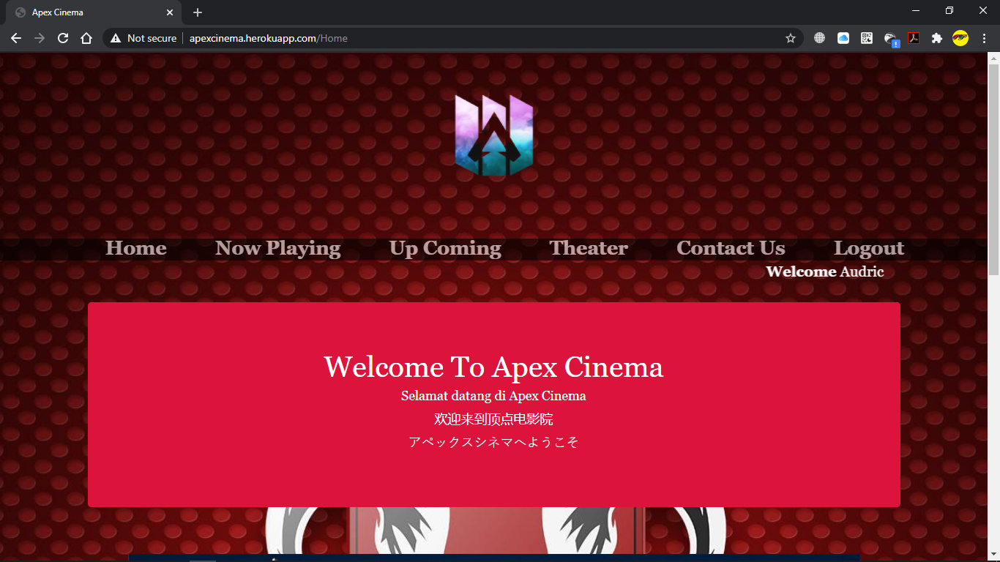 Apex Cinema
Not secure
apexcinema.herokuapp.com/Home
Home Now Playing Up Coming Theater Contact Us Logout
Welcome Audric
Welcome To Apex Cinema
Selamat datang di Apex Cinema
欢迎来到顶点电影院
アペックスシネマへようこそ